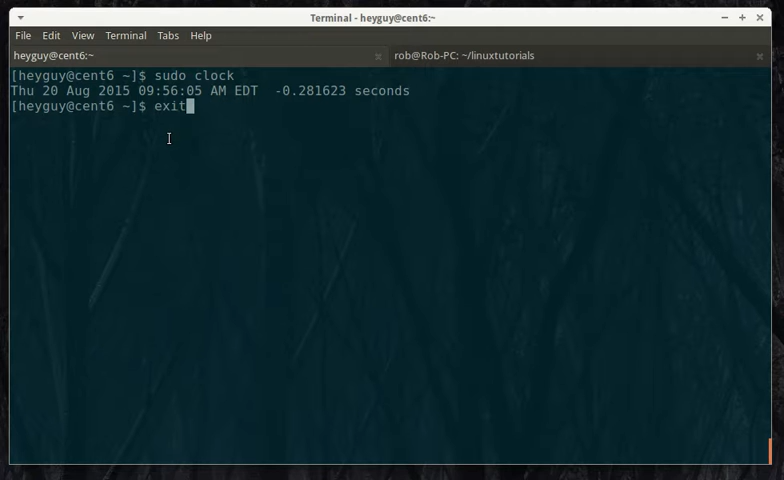 Terminal - heyguy@cent6:~
File Edit View Terminal Tabs Help
heyguy@cent6:~ rob@Rob-PC: ~/linuxtutorials
[heyguy@cent6 ~]$ sudo clock
Thu 20 Aug 2015 09:56:05 AM EDT  -0.281623 seconds
[heyguy@cent6 ~]$ exit